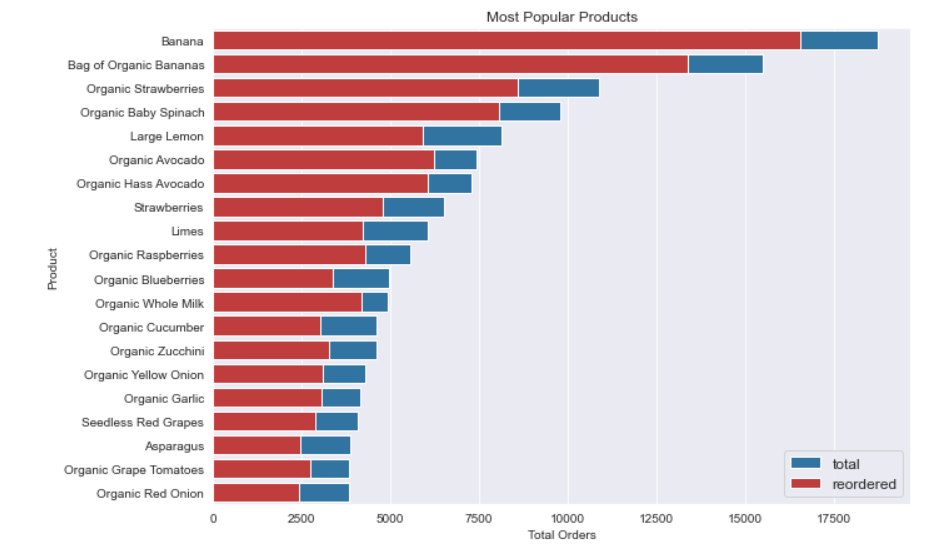 Most Popular Products
Product
Banana
Bag of Organic Bananas
Organic Strawberries
Organic Baby Spinach
Large Lemon
Organic Avocado
Organic Hass Avocado
Strawberries
Limes
Organic Raspberries
Organic Blueberries
Organic Whole Milk
Organic Cucumber
Organic Zucchini
Organic Yellow Onion
Organic Garlic
Seedless Red Grapes
Asparagus
Organic Grape Tomatoes
Organic Red Onion
total
reordered
0 2500 5000 7500 10000 12500 15000 17500
Total Orders